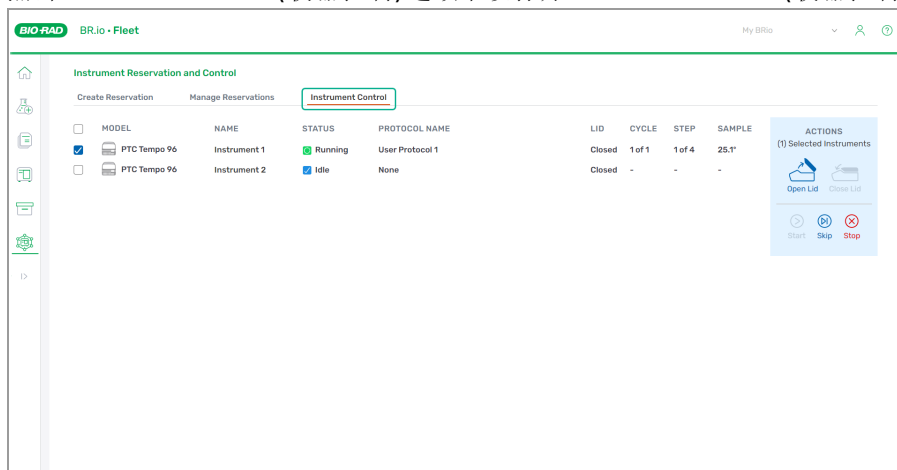 BIO RAD BR.io • Fleet My BRio
Instrument Reservation and Control
Create Reservation Manage Reservations Instrument Control
MODEL NAME STATUS PROTOCOL NAME LID CYCLE STEP SAMPLE
PTC Tempo 96 Instrument 1 Running User Protocol 1 Closed 1 of 1 1 of 4 25.1°
PTC Tempo 96 Instrument 2 Idle None Closed - - -
ACTIONS
(1) Selected Instruments
Open Lid Close Lid
Start Skip Stop